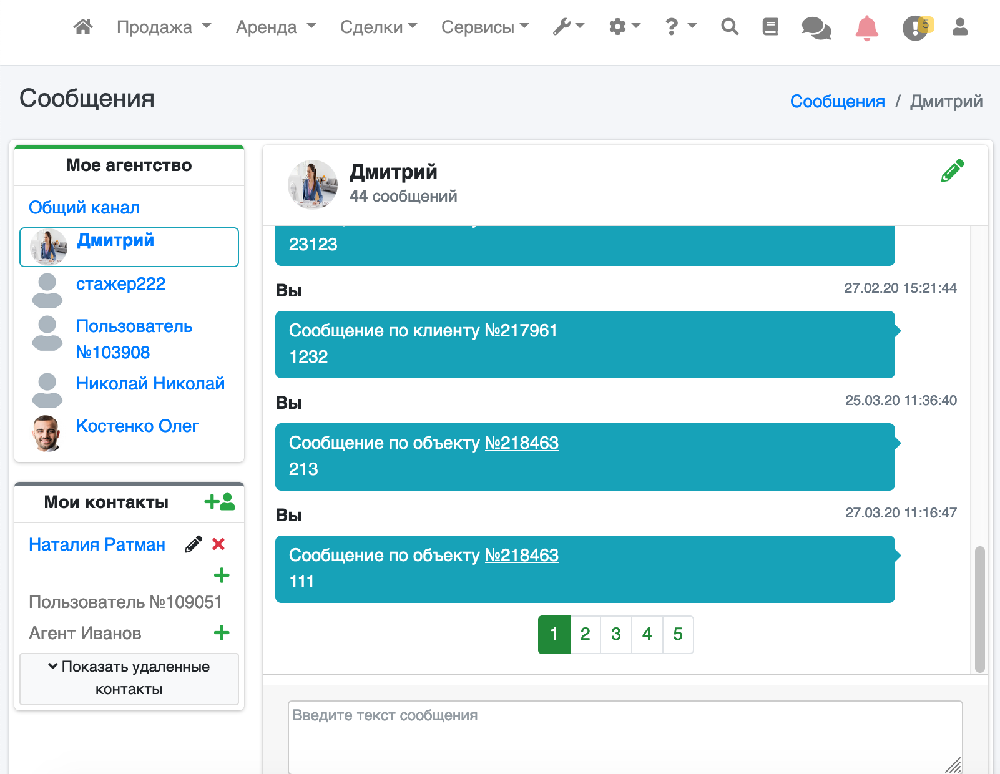 Продажа
Аренда
Сделки
Сервисы
5
Сообщения
Сообщения / Дмитрий
Мое агентство
Общий канал
Дмитрий
стажер222
Пользователь
№103908
Николай Николай
Костенко Олег
Мои контакты
Наталия Ратман
Пользователь №109051
Агент Иванов
Показать удаленные
контакты
Дмитрий
44 сообщений
23123
Вы 27.02.20 15:21:44
Сообщение по клиенту №217961
1232
Вы 25.03.20 11:36:40
Сообщение по объекту №218463
213
Вы 27.03.20 11:16:47
Сообщение по объекту №218463
111
1 2 3 4 5
Введите текст сообщения